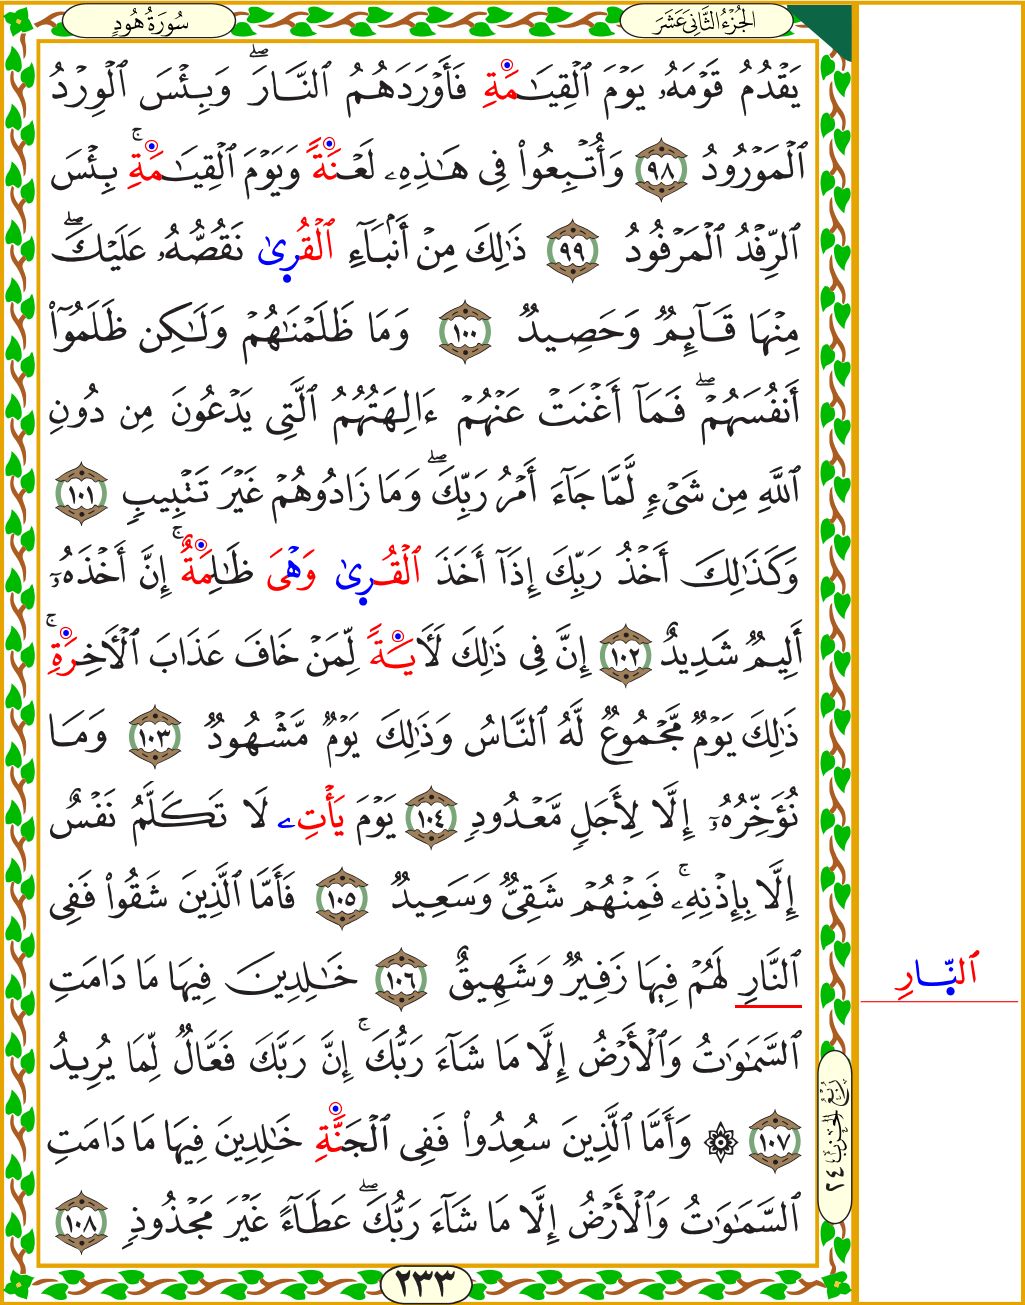 الجُزْءُ الثَّانِي عَشَرَ
سُورَةُ هُودٍ
يَقْدُمُ قَوْمَهُۥ يَوْمَ ٱلْقِيَـٰمَةِ فَأَوْرَدَهُمُ ٱلنَّارَ ۖ وَبِئْسَ ٱلْوِرْدُ
ٱلْمَوْرُودُ ٩٨ وَأُتْبِعُوا۟ فِى هَـٰذِهِۦ لَعْنَةً وَيَوْمَ ٱلْقِيَـٰمَةِ ۚ بِئْسَ
ٱلرِّفْدُ ٱلْمَرْفُودُ ٩٩ ذَٰلِكَ مِنْ أَنۢبَآءِ ٱلْقُرِىٰ نَقُصُّهُۥ عَلَيْكَ ۖ
مِنْهَا قَآئِمٌ وَحَصِيدٌ ١٠٠ وَمَا ظَلَمْنَـٰهُمْ وَلَـٰكِن ظَلَمُوٓا۟
أَنفُسَهُمْ ۖ فَمَآ أَغْنَتْ عَنْهُمْ ءَالِهَتُهُمُ ٱلَّتِى يَدْعُونَ مِن دُونِ
ٱللَّهِ مِن شَىْءٍ لَّمَّا جَآءَ أَمْرُ رَبِّكَ ۖ وَمَا زَادُوهُمْ غَيْرَ تَتْبِيبٍ ١٠١
وَكَذَٰلِكَ أَخْذُ رَبِّكَ إِذَآ أَخَذَ ٱلْقُرِىٰ وَهْىَ ظَـٰلِمَةٌ ۚ إِنَّ أَخْذَهُۥٓ
أَلِيمٌ شَدِيدٌ ١٠٢ إِنَّ فِى ذَٰلِكَ لَـَٔايَةً لِّمَنْ خَافَ عَذَابَ ٱلْـَٔاخِرَةِ ۚ
ذَٰلِكَ يَوْمٌ مَّجْمُوعٌ لَّهُ ٱلنَّاسُ وَذَٰلِكَ يَوْمٌ مَّشْهُودٌ ١٠٣ وَمَا
نُؤَخِّرُهُۥٓ إِلَّا لِأَجَلٍ مَّعْدُودٍ ١٠٤ يَوْمَ يَأْتِۦ لَا تَكَلَّمُ نَفْسٌ
إِلَّا بِإِذْنِهِۦ ۚ فَمِنْهُمْ شَقِىٌّ وَسَعِيدٌ ١٠٥ فَأَمَّا ٱلَّذِينَ شَقُوا۟ فَفِى
ٱلنَّارِ لَهُمْ فِيهَا زَفِيرٌ وَشَهِيقٌ ١٠٦ خَـٰلِدِينَ فِيهَا مَا دَامَتِ
ٱلنِّارِ
ٱلسَّمَـٰوَٰتُ وَٱلْأَرْضُ إِلَّا مَا شَآءَ رَبُّكَ ۚ إِنَّ رَبَّكَ فَعَّالٌ لِّمَا يُرِيدُ
١٠٧ ۞ وَأَمَّا ٱلَّذِينَ سَعِدُوا۟ فَفِى ٱلْجَنَّةِ خَـٰلِدِينَ فِيهَا مَا دَامَتِ
ٱلسَّمَـٰوَٰتُ وَٱلْأَرْضُ إِلَّا مَا شَآءَ رَبُّكَ ۖ عَطَآءً غَيْرَ مَجْذُوذٍ ١٠٨
رُبْعُ الحِزْبِ ٢٤
٢٣٣